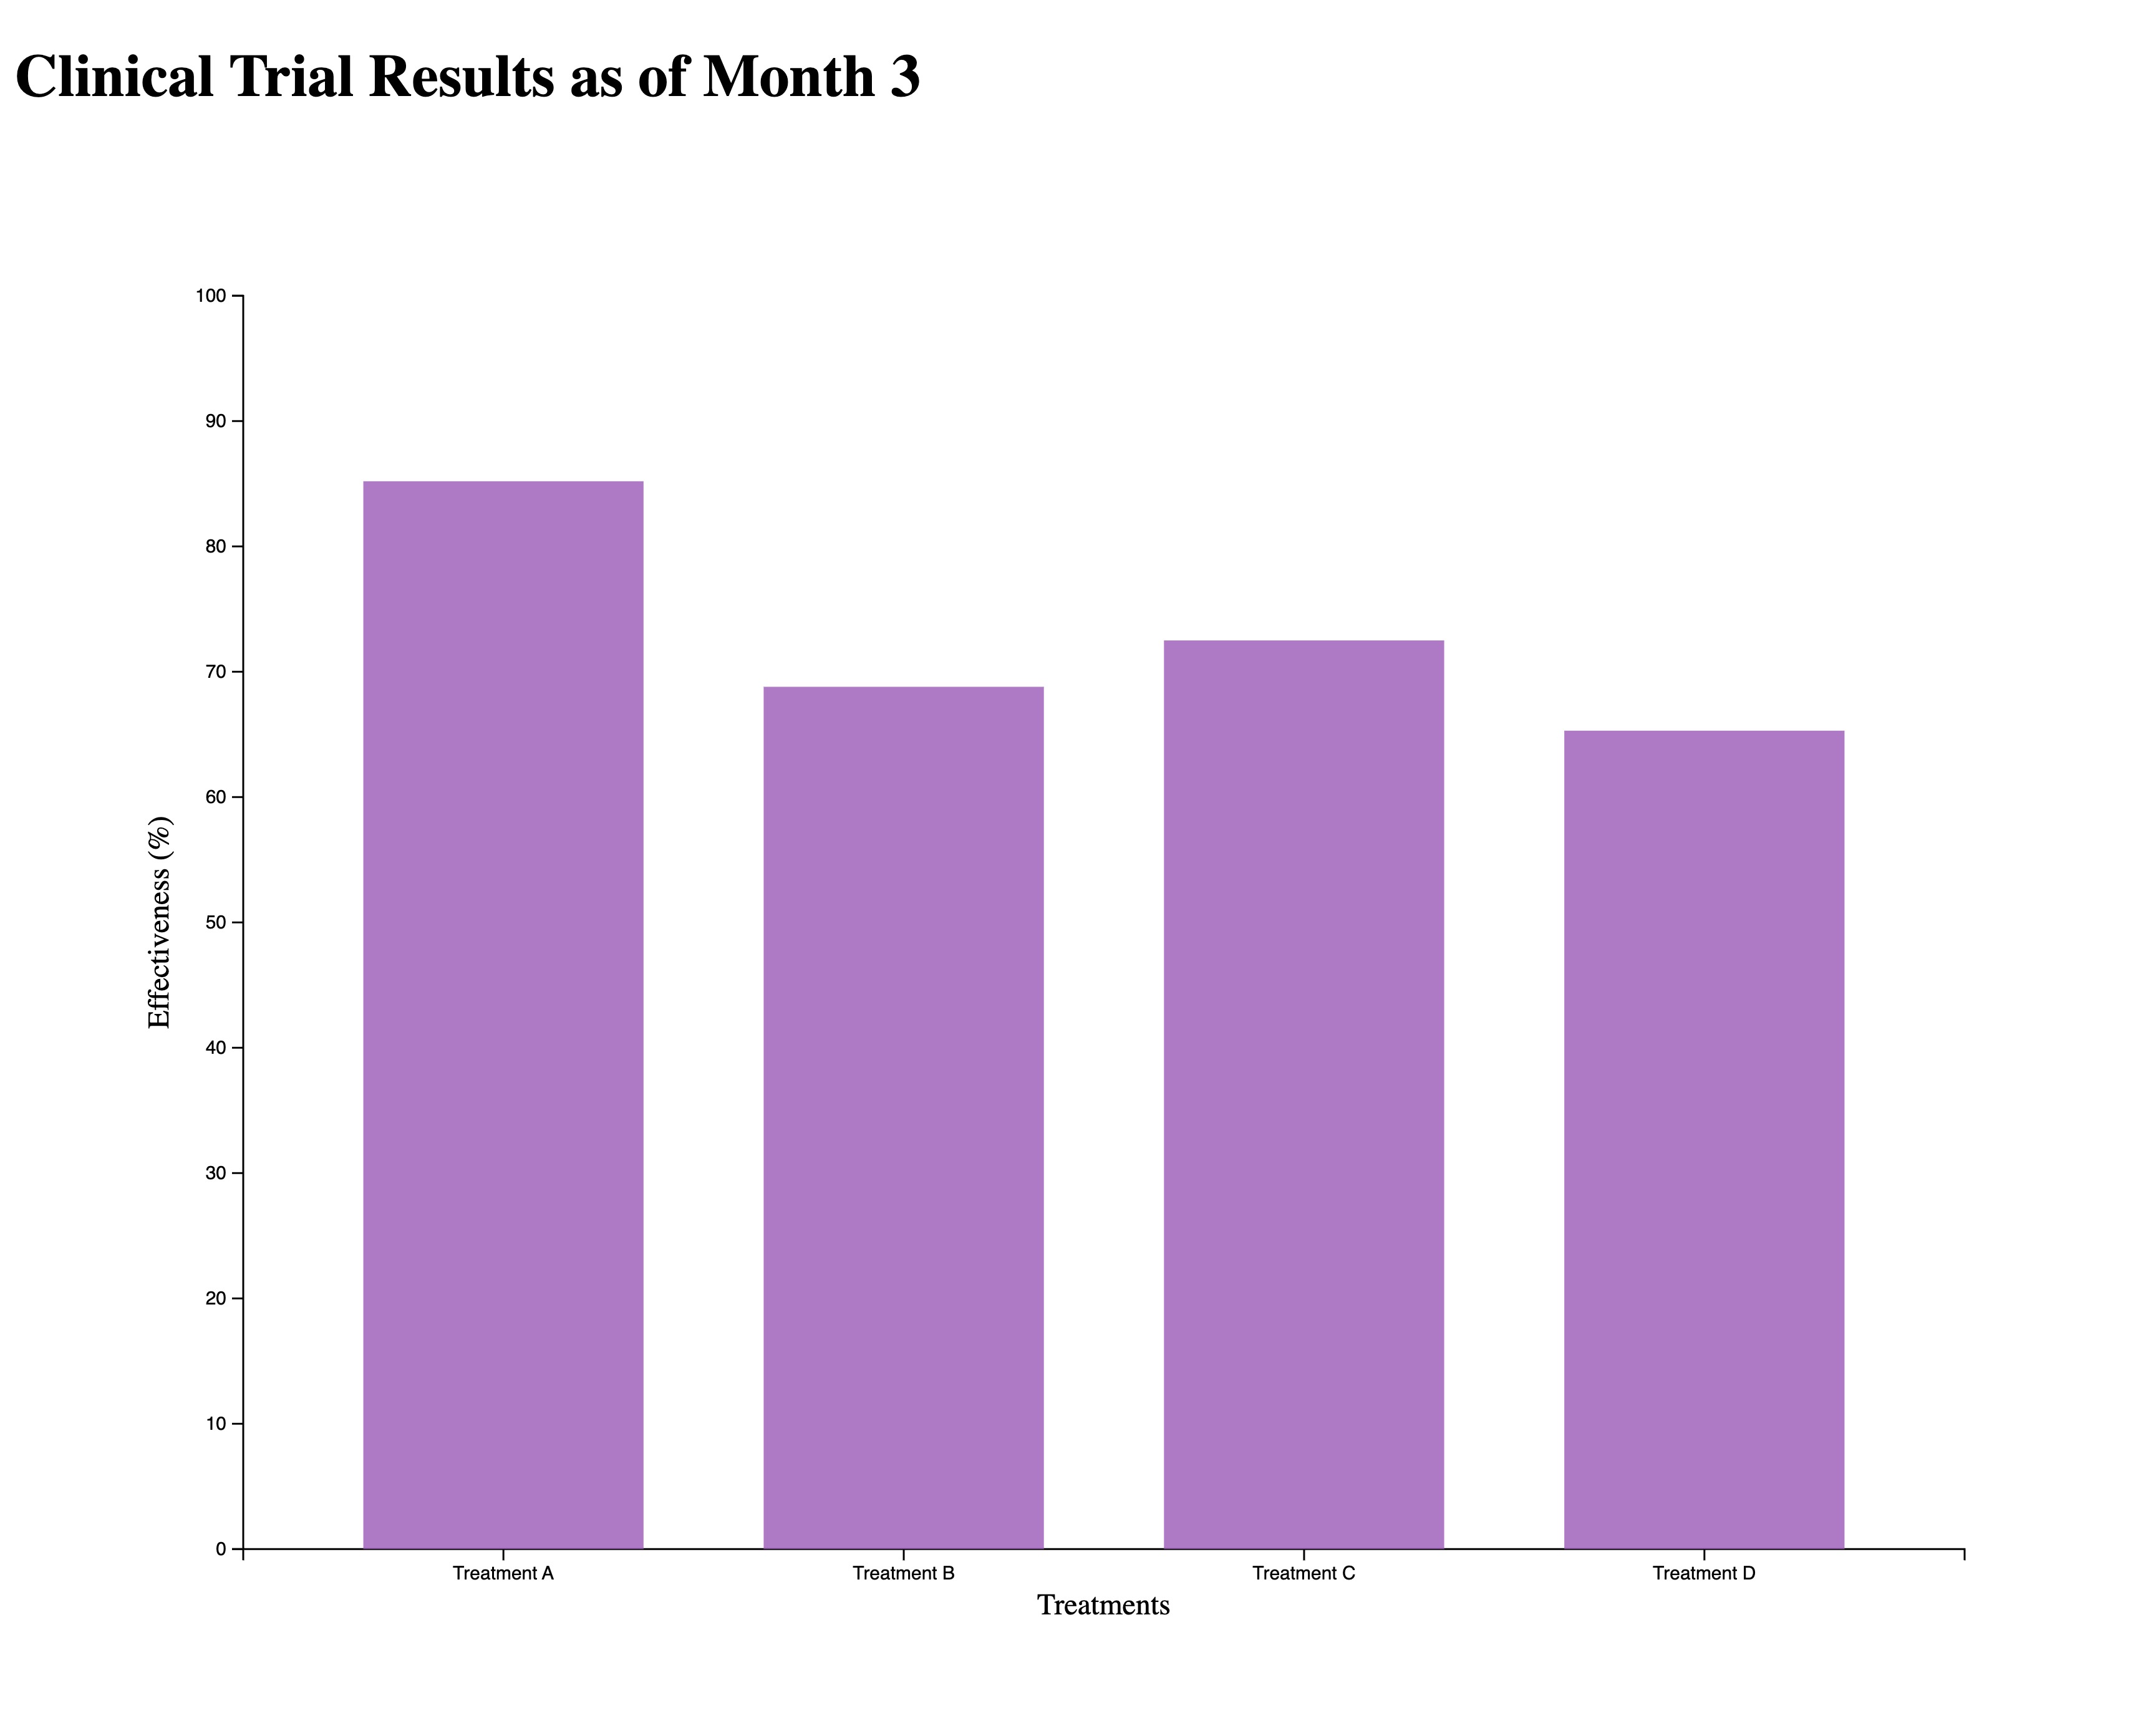 Clinical Trial Results as of Month 3
100
90
80
70
60
50
40
30
20
10
0
Effectiveness (%)
Treatment A
Treatment B
Treatment C
Treatment D
Treatments